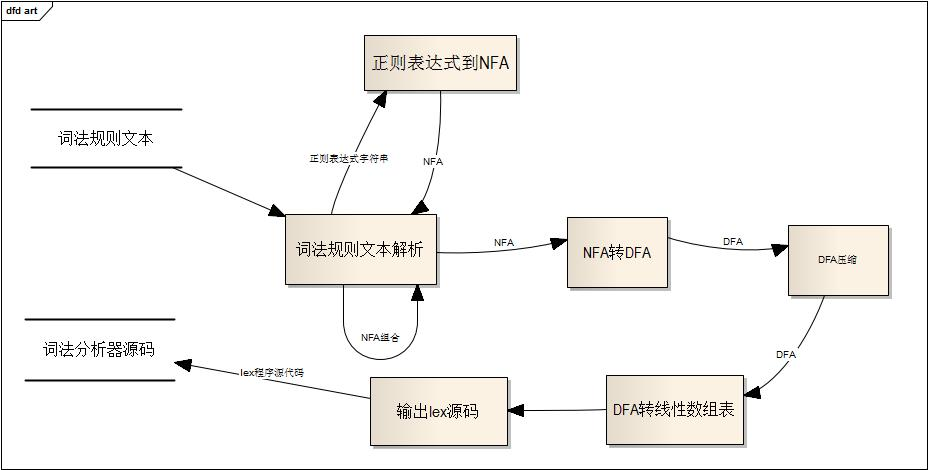 dfd art
正则表达式到NFA
词法规则文本
正则表达式字符串
NFA
词法规则文本解析
NFA
NFA转DFA
DFA
DFA压缩
NFA组合
词法分析器源码
lex程序源代码
DFA
输出lex源码
DFA转线性数组表